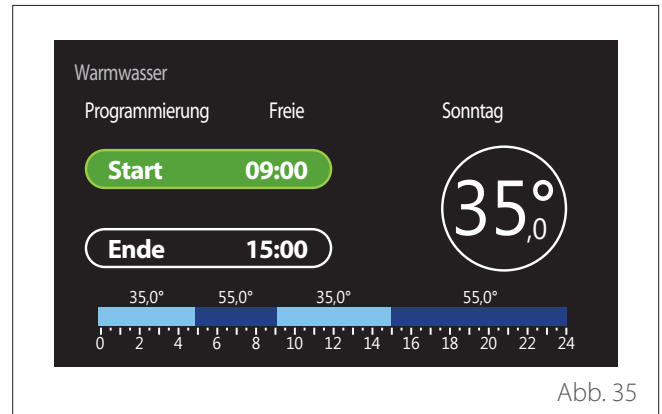 Warmwasser
Programmierung Freie Sonntag
Start 09:00
35,0°
Ende 15:00
35,0° 55,0° 35,0° 55,0°
0 2 4 6 8 10 12 14 16 18 20 22 24
Abb. 35